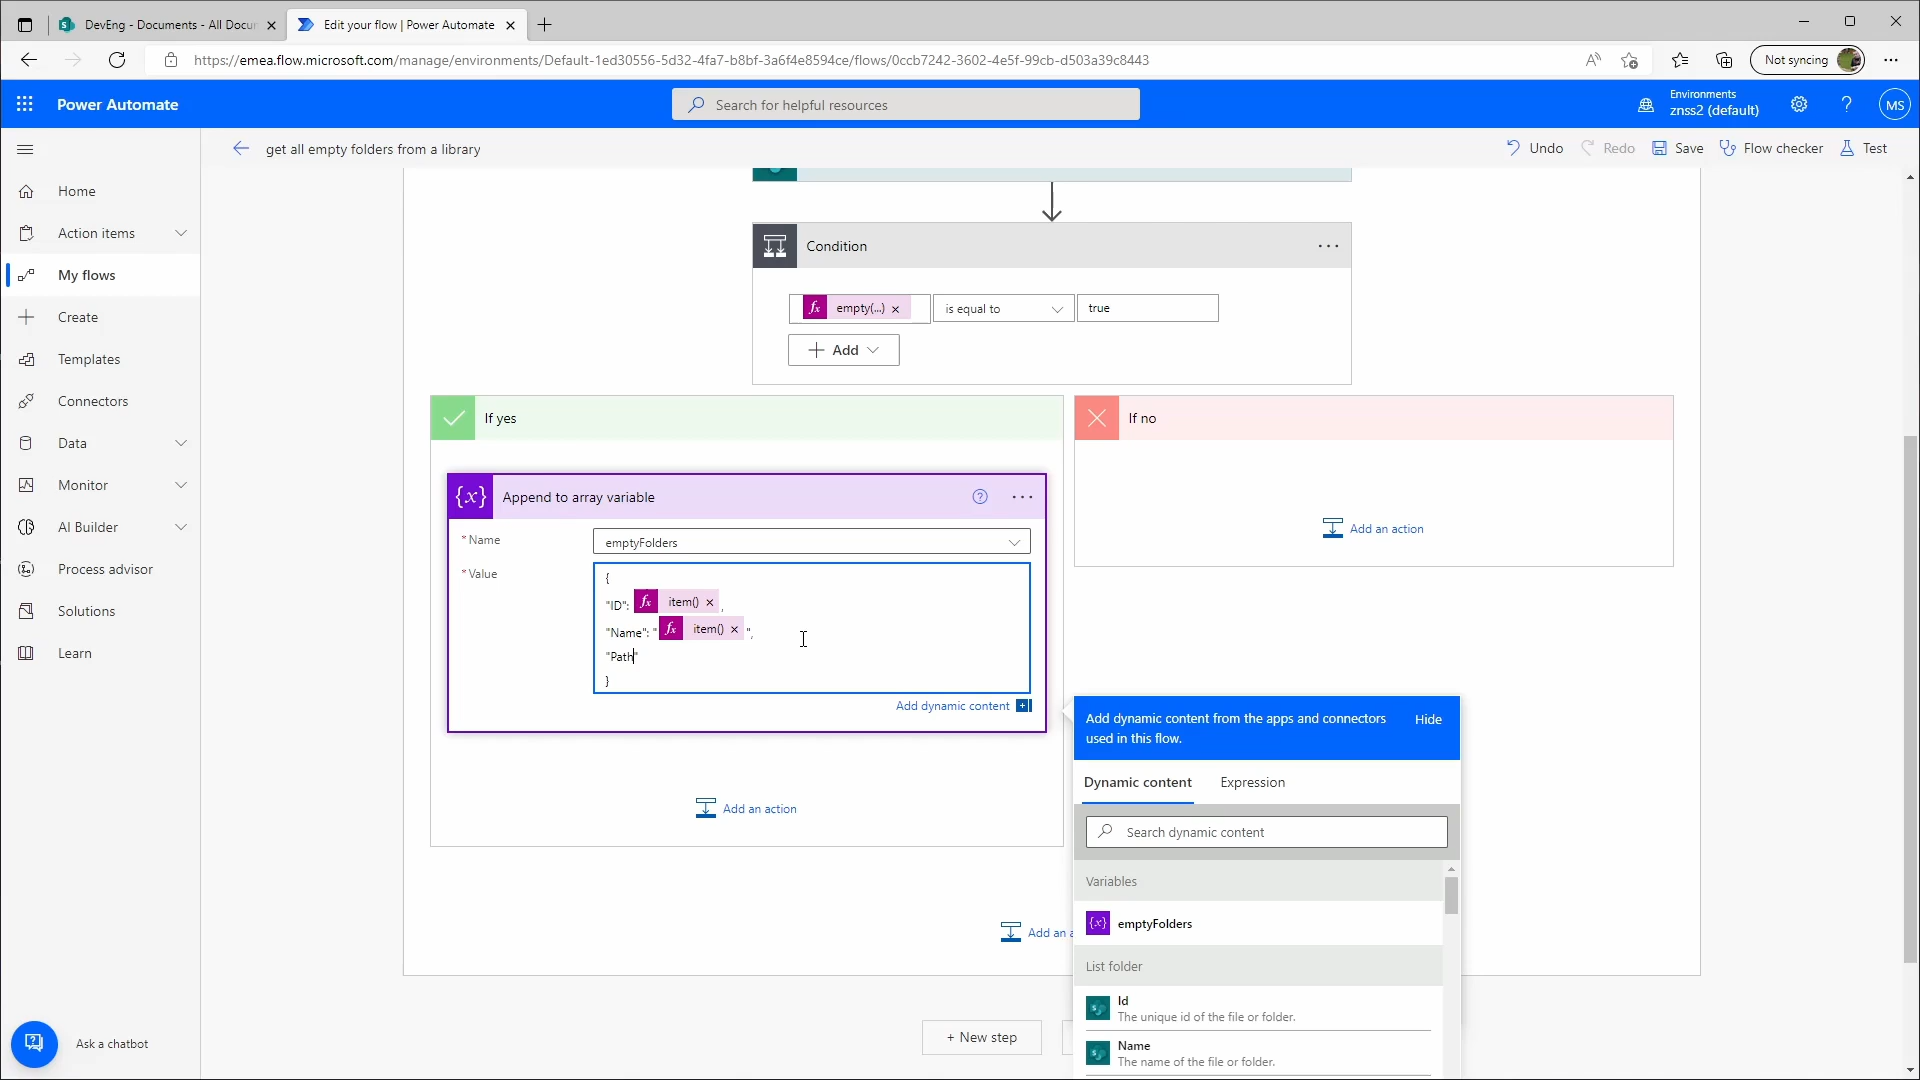 DevEng - Documents - All Docu
Edit your flow | Power Automate
https://emea.flow.microsoft.com/manage/environments/Default-1ed30556-5d32-4fa7-b8bf-3a6f4e8594ce/flows/0ccb7242-3602-4e5f-99cb-d503a39c8443
Not syncing
Power Automate
Search for helpful resources
Environments
znss2 (default)
MS
get all empty folders from a library
Undo
Redo
Save
Flow checker
Test
Home
Action items
My flows
Create
Templates
Connectors
Data
Monitor
AI Builder
Process advisor
Solutions
Learn
Ask a chatbot
Condition
fx empty(...) ×
is equal to
true
Add
If yes
If no
{x} Append to array variable
* Name
emptyFolders
* Value
{
"ID": fx item() × ,
"Name": " fx item() × ",
"Path"
}
Add dynamic content
Add an action
Add an action
Add an a
+ New step
Add dynamic content from the apps and connectors
used in this flow.
Hide
Dynamic content
Expression
Search dynamic content
Variables
{x} emptyFolders
List folder
Id
The unique id of the file or folder.
Name
The name of the file or folder.